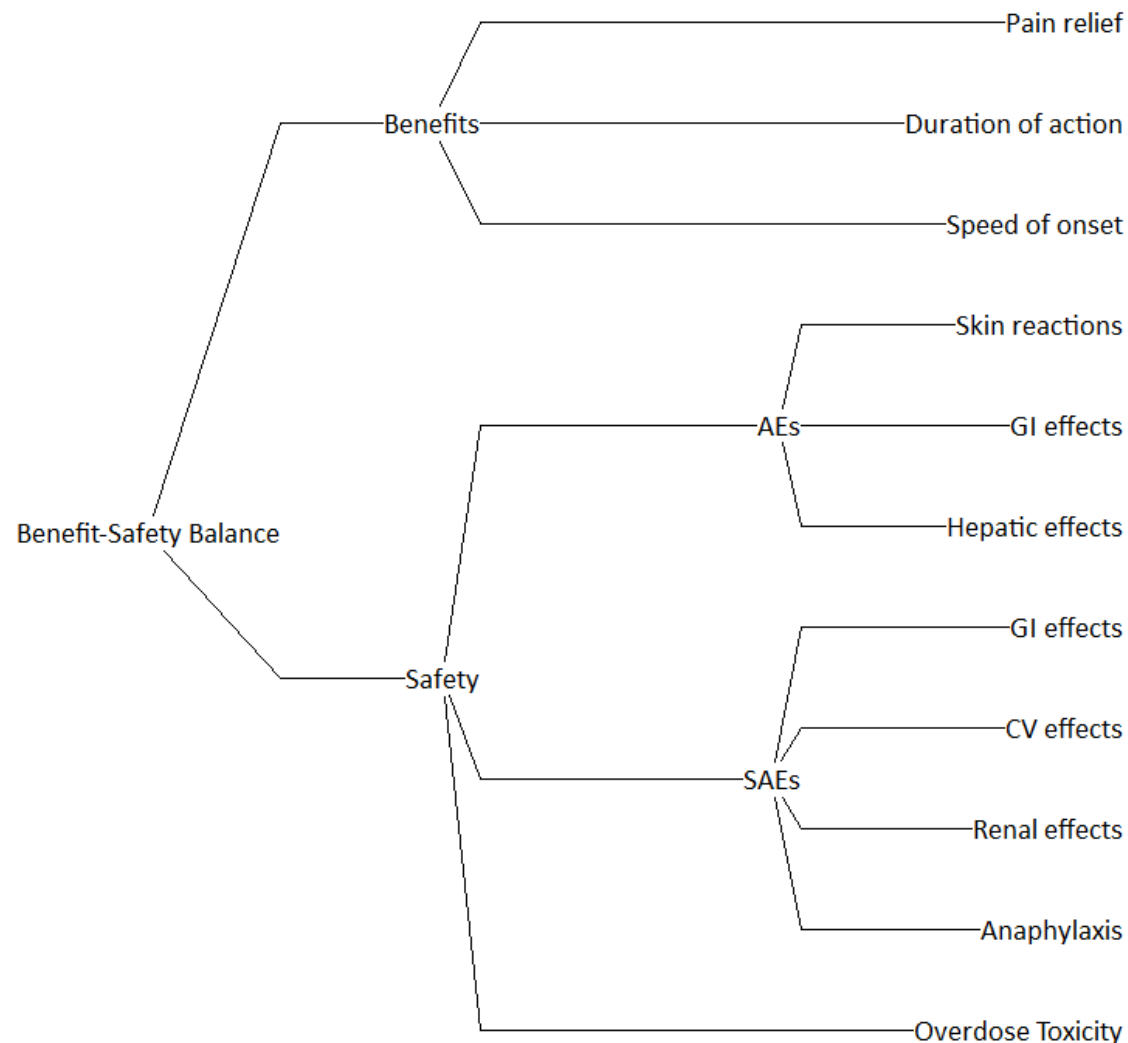 Pain relief
Benefits
Duration of action
Speed of onset
Skin reactions
AEs
GI effects
Hepatic effects
Benefit-Safety Balance
GI effects
Safety
CV effects
SAEs
Renal effects
Anaphylaxis
Overdose Toxicity